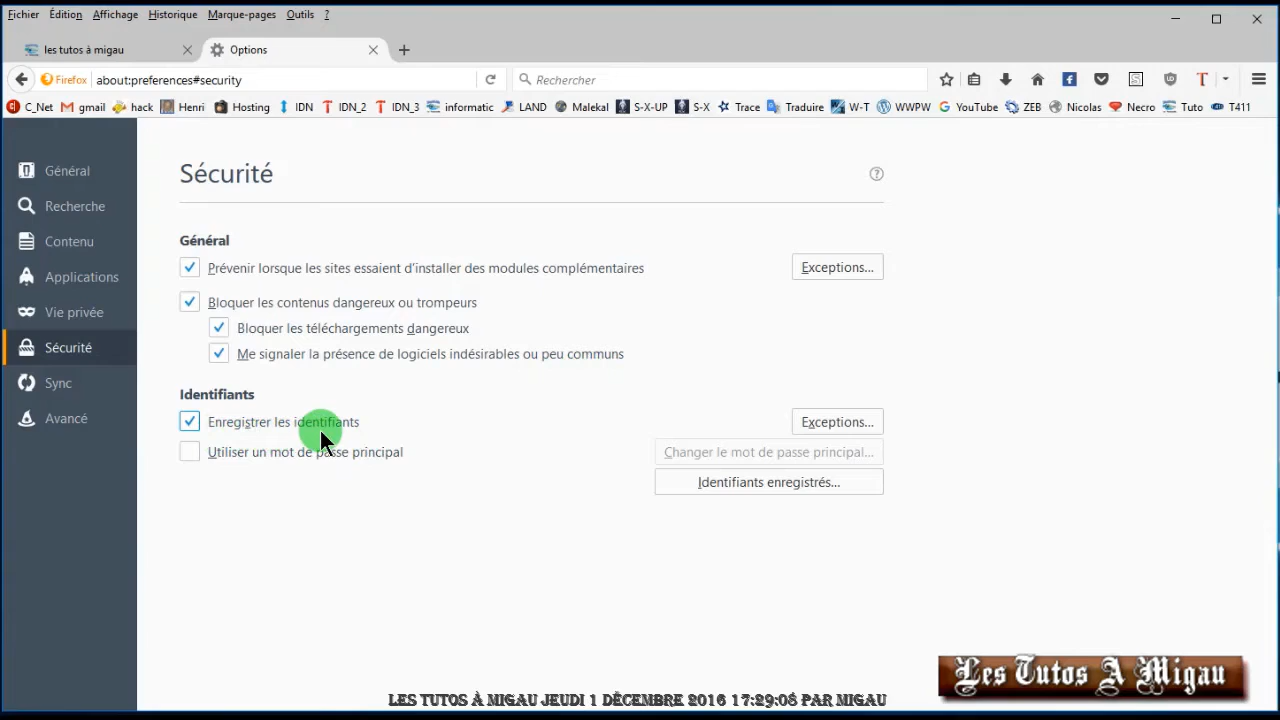 Fichier Édition Affichage Historique Marque-pages Outils ?
les tutos à migau Options
Firefox about:preferences#security Rechercher
C_Net gmail hack Henri Hosting IDN IDN_2 IDN_3 informatic LAND Malekal S-X-UP S-X Trace Traduire W-T WWPW YouTube ZEB Nicolas Necro Tuto T411
Général
Recherche
Contenu
Applications
Vie privée
Sécurité
Sync
Avancé
Sécurité
Général
Prévenir lorsque les sites essaient d'installer des modules complémentaires Exceptions...
Bloquer les contenus dangereux ou trompeurs
Bloquer les téléchargements dangereux
Me signaler la présence de logiciels indésirables ou peu communs
Identifiants
Enregistrer les identifiants Exceptions...
Utiliser un mot de passe principal Changer le mot de passe principal...
Identifiants enregistrés...
Les Tutos A Migau
LES TUTOS À MIGAU JEUDI 1 DÉCEMBRE 2016 17:29:08 PAR MIGAU